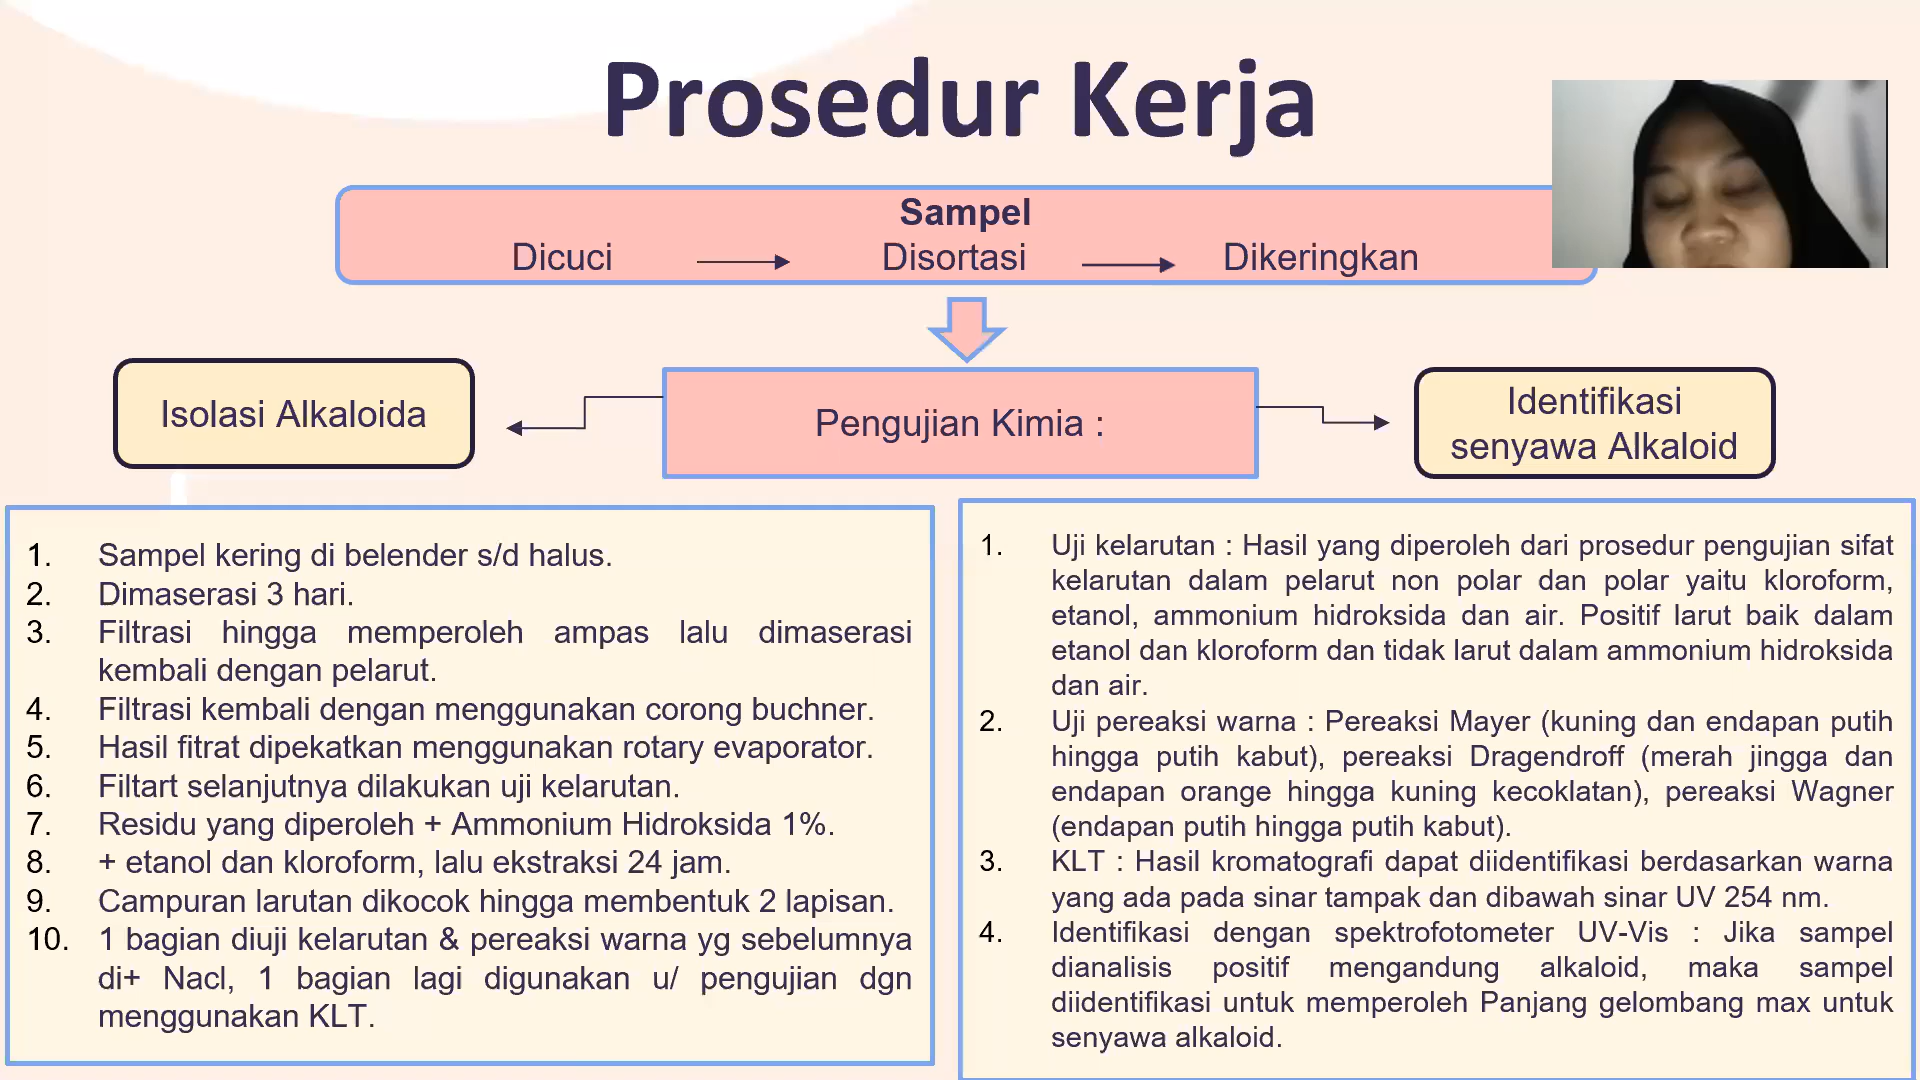 Prosedur Kerja
Sampel
Dicuci Disortasi Dikeringkan
Isolasi Alkaloida
Pengujian Kimia :
Identifikasi
senyawa Alkaloid
1. Sampel kering di belender s/d halus.
2. Dimaserasi 3 hari.
3. Filtrasi hingga memperoleh ampas lalu dimaserasi
kembali dengan pelarut.
4. Filtrasi kembali dengan menggunakan corong buchner.
5. Hasil fitrat dipekatkan menggunakan rotary evaporator.
6. Filtart selanjutnya dilakukan uji kelarutan.
7. Residu yang diperoleh + Ammonium Hidroksida 1%.
8. + etanol dan kloroform, lalu ekstraksi 24 jam.
9. Campuran larutan dikocok hingga membentuk 2 lapisan.
10. 1 bagian diuji kelarutan & pereaksi warna yg sebelumnya
di+ Nacl, 1 bagian lagi digunakan u/ pengujian dgn
menggunakan KLT.
1. Uji kelarutan : Hasil yang diperoleh dari prosedur pengujian sifat
kelarutan dalam pelarut non polar dan polar yaitu kloroform,
etanol, ammonium hidroksida dan air. Positif larut baik dalam
etanol dan kloroform dan tidak larut dalam ammonium hidroksida
dan air.
2. Uji pereaksi warna : Pereaksi Mayer (kuning dan endapan putih
hingga putih kabut), pereaksi Dragendroff (merah jingga dan
endapan orange hingga kuning kecoklatan), pereaksi Wagner
(endapan putih hingga putih kabut).
3. KLT : Hasil kromatografi dapat diidentifikasi berdasarkan warna
yang ada pada sinar tampak dan dibawah sinar UV 254 nm.
4. Identifikasi dengan spektrofotometer UV-Vis : Jika sampel
dianalisis positif mengandung alkaloid, maka sampel
diidentifikasi untuk memperoleh Panjang gelombang max untuk
senyawa alkaloid.